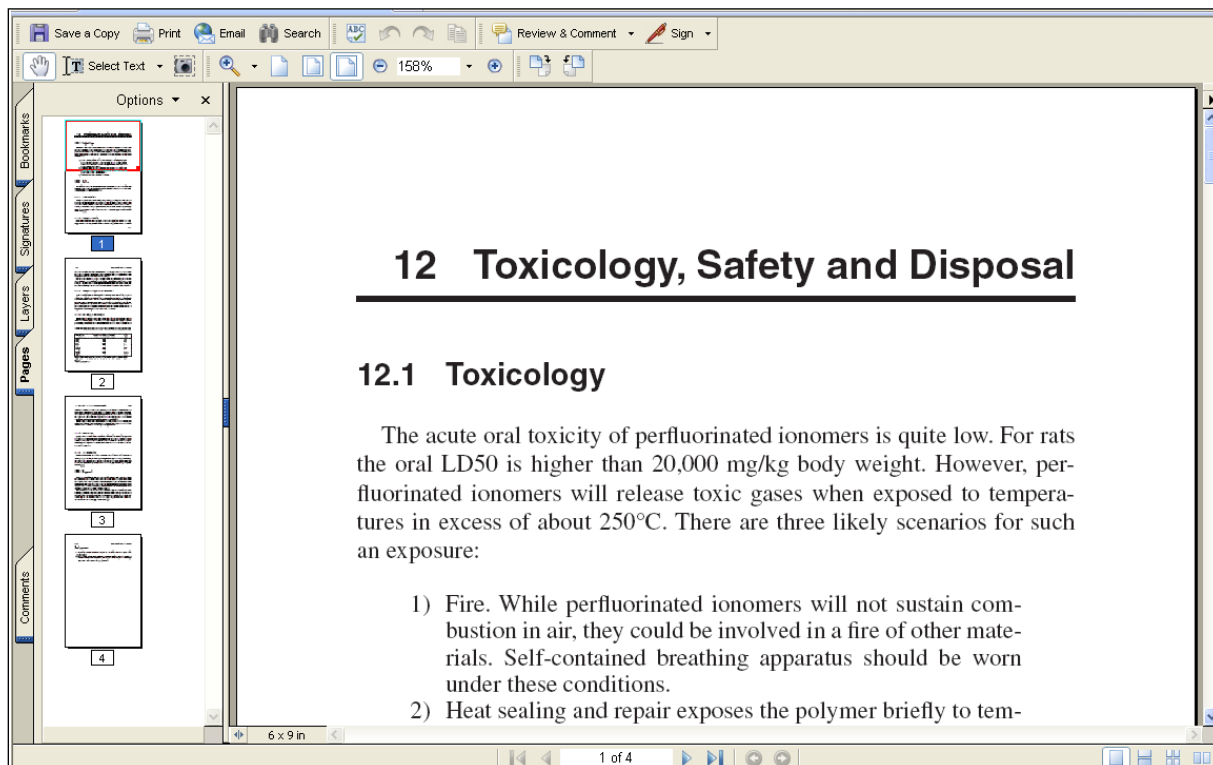 Save a Copy Print Email Search Review & Comment Sign
Select Text 158%
Options
Bookmarks
Signatures
Layers
Pages
Comments
1
2
3
4
12 Toxicology, Safety and Disposal
12.1 Toxicology
The acute oral toxicity of perfluorinated ionomers is quite low. For rats
the oral LD50 is higher than 20,000 mg/kg body weight. However, per-
fluorinated ionomers will release toxic gases when exposed to tempera-
tures in excess of about 250°C. There are three likely scenarios for such
an exposure:
1) Fire. While perfluorinated ionomers will not sustain com-
bustion in air, they could be involved in a fire of other mate-
rials. Self-contained breathing apparatus should be worn
under these conditions.
2) Heat sealing and repair exposes the polymer briefly to tem-
6 x 9 in
1 of 4